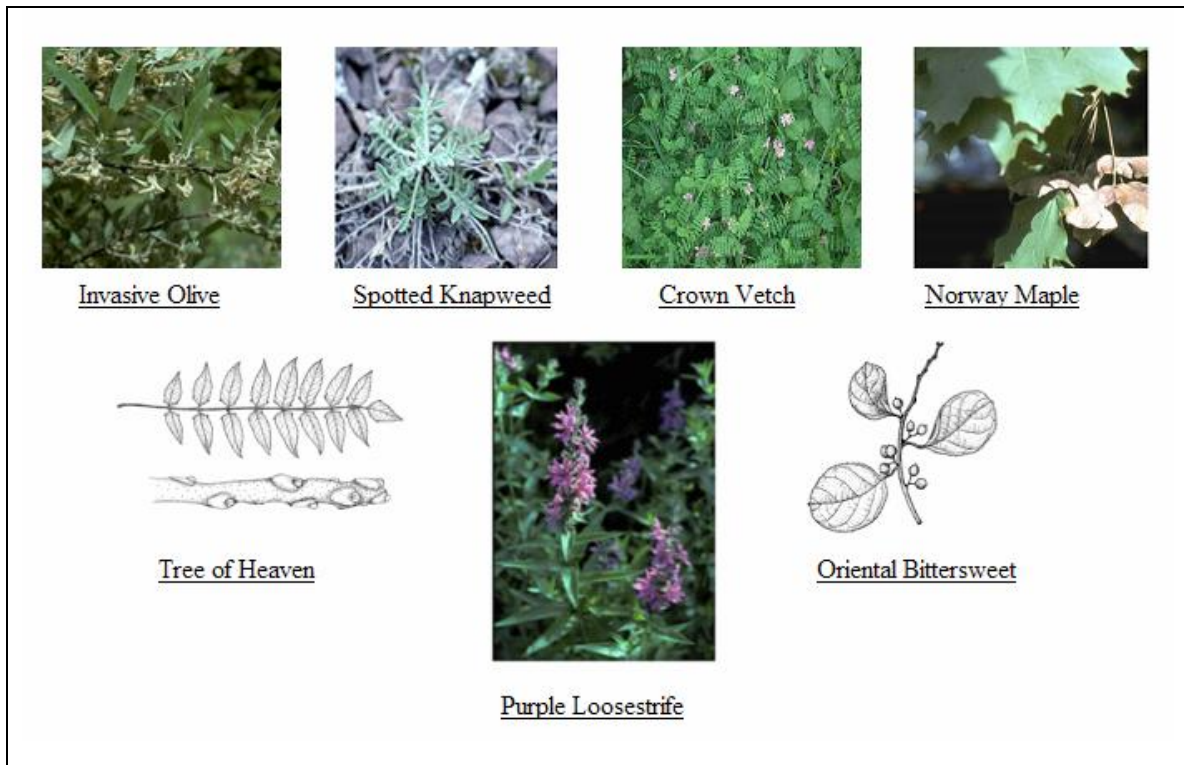 Invasive Olive
Spotted Knapweed
Crown Vetch
Norway Maple
Tree of Heaven
Oriental Bittersweet
Purple Loosestrife